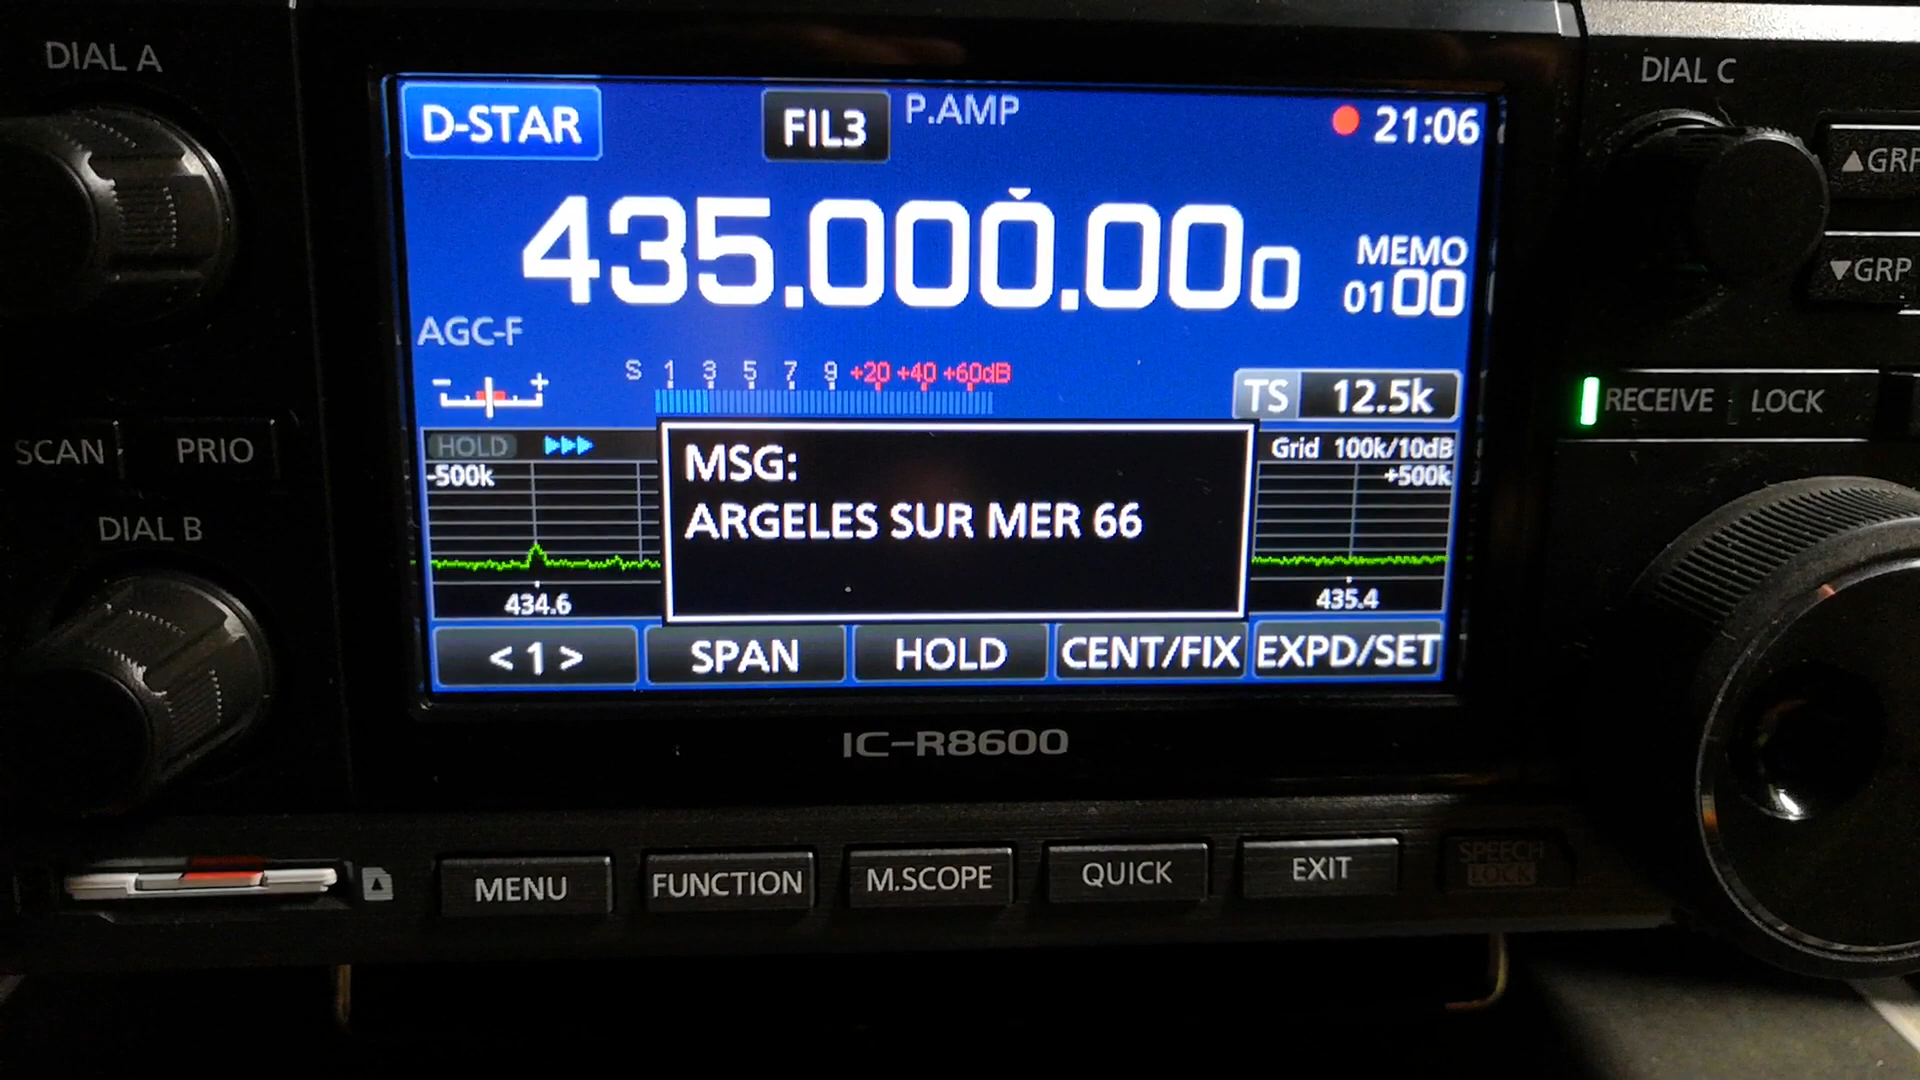 DIAL A
DIAL C
D-STAR
FIL3
P.AMP
21:06
▲GRP
435.000.000
MEMO
0100
▼GRP
AGC-F
S 1 3 5 7 9 +20 +40 +60dB
- +
TS 12.5k
RECEIVE
LOCK
SCAN
PRIO
HOLD
Grid 100k/10dB
-500k
+500k
MSG:
ARGELES SUR MER 66
DIAL B
434.6
435.4
< 1 >
SPAN
HOLD
CENT/FIX
EXPD/SET
IC-R8600
MENU
FUNCTION
M.SCOPE
QUICK
EXIT
SPEECH
LOCK